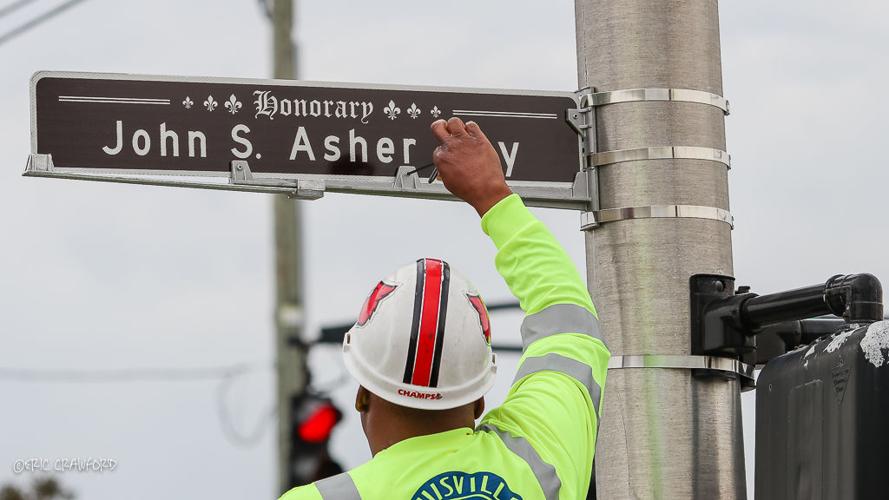 Honorary
John S. Asher
CHAMPS
©ERIC CRAWFORD